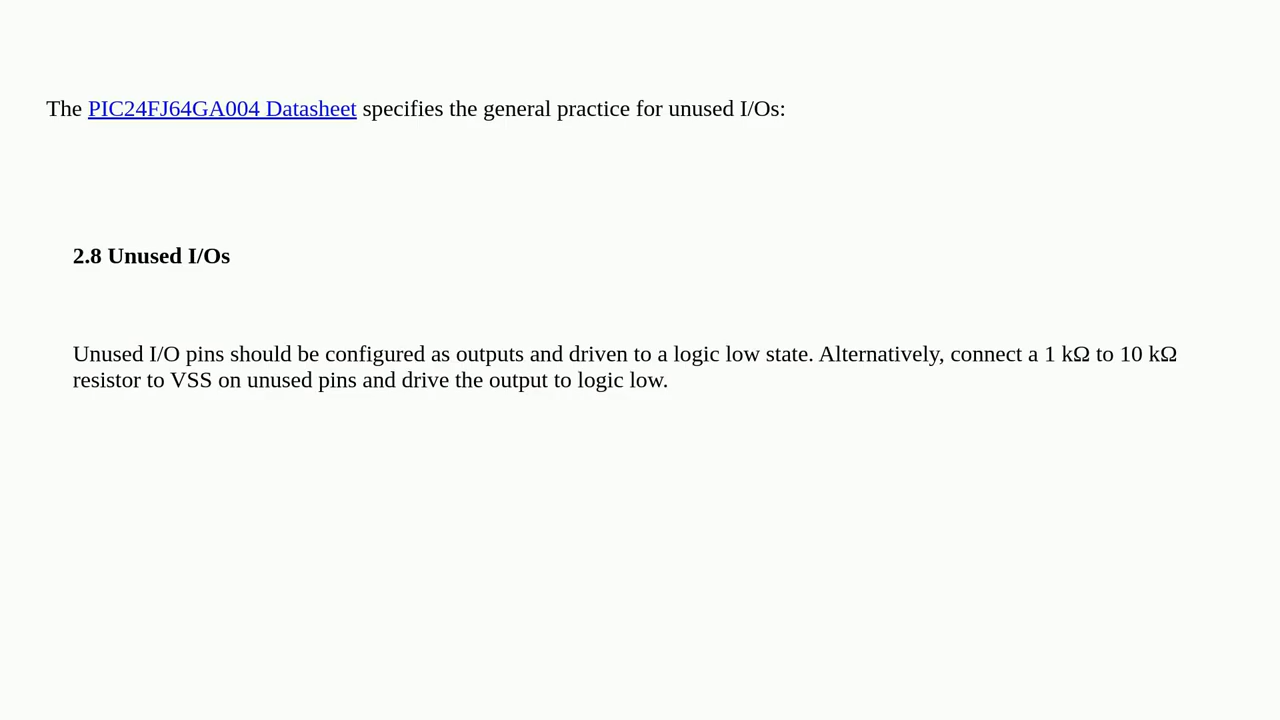 The PIC24FJ64GA004 Datasheet specifies the general practice for unused I/Os:
2.8 Unused I/Os
Unused I/O pins should be configured as outputs and driven to a logic low state. Alternatively, connect a 1 kΩ to 10 kΩ
resistor to VSS on unused pins and drive the output to logic low.